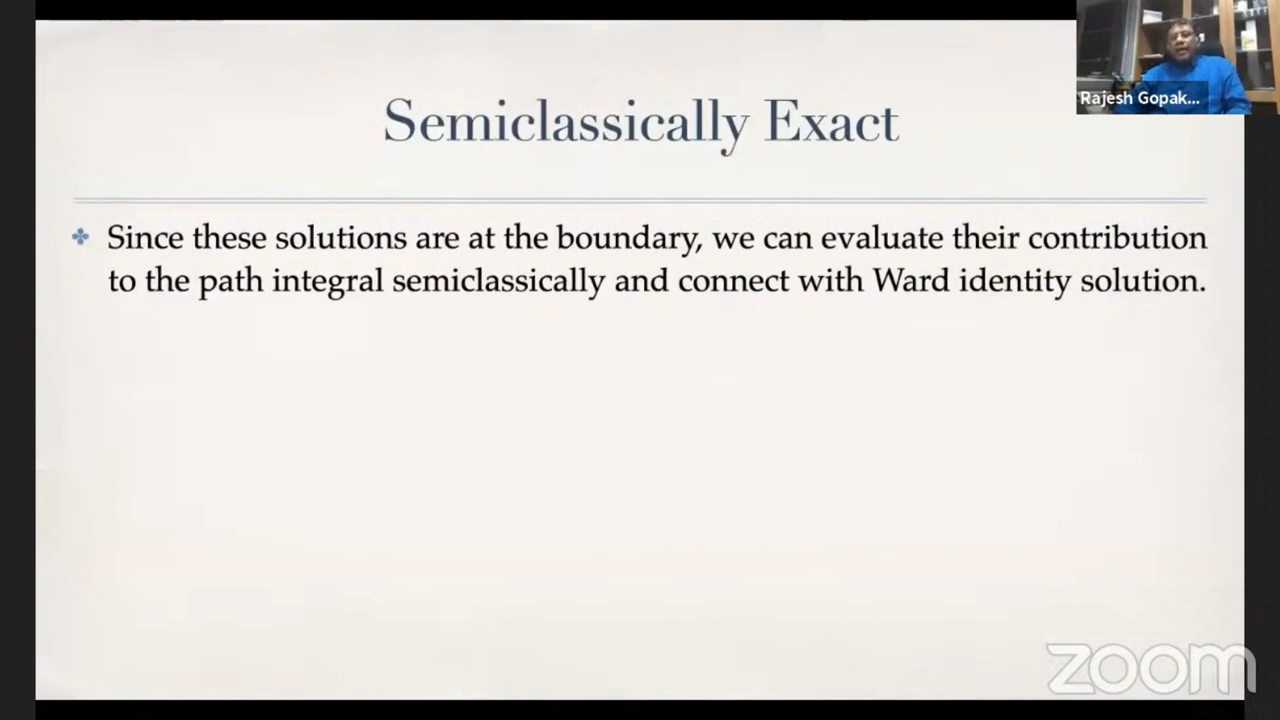 Rajesh Gopak...
Semiclassically Exact
Since these solutions are at the boundary, we can evaluate their contribution
to the path integral semiclassically and connect with Ward identity solution.
zoom